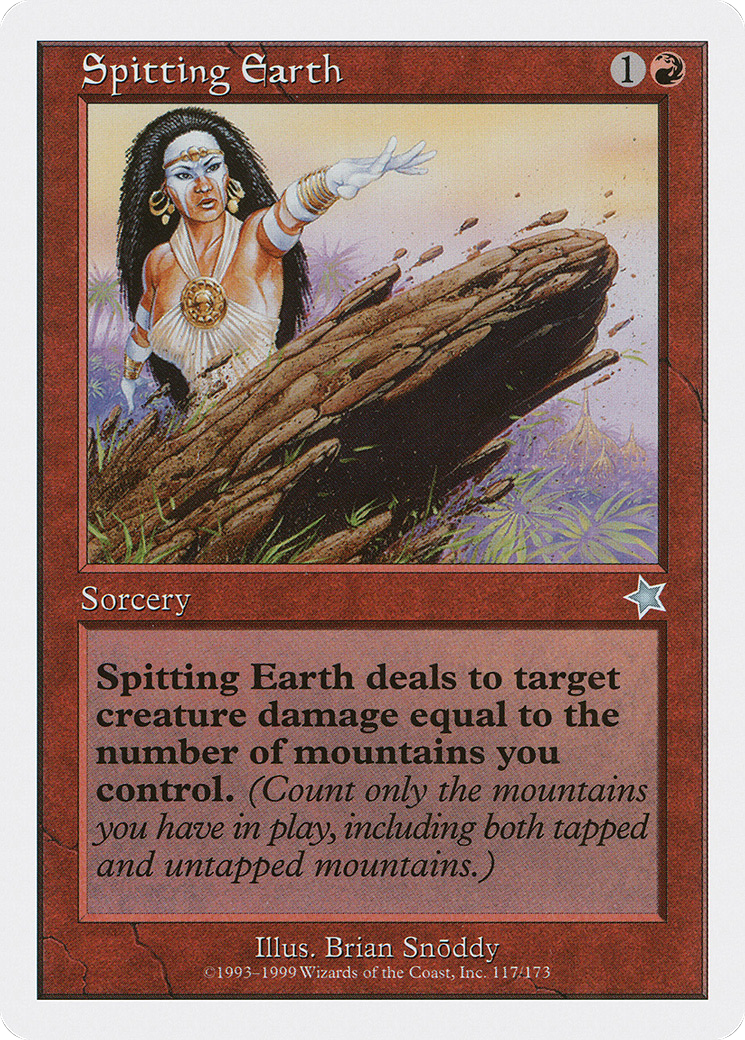 Spitting Earth 1
Sorcery
Spitting Earth deals to target
creature damage equal to the
number of mountains you
control. (Count only the mountains
you have in play, including both tapped
and untapped mountains.)
Illus. Brian Snōddy
©1993–1999 Wizards of the Coast, Inc. 117/173